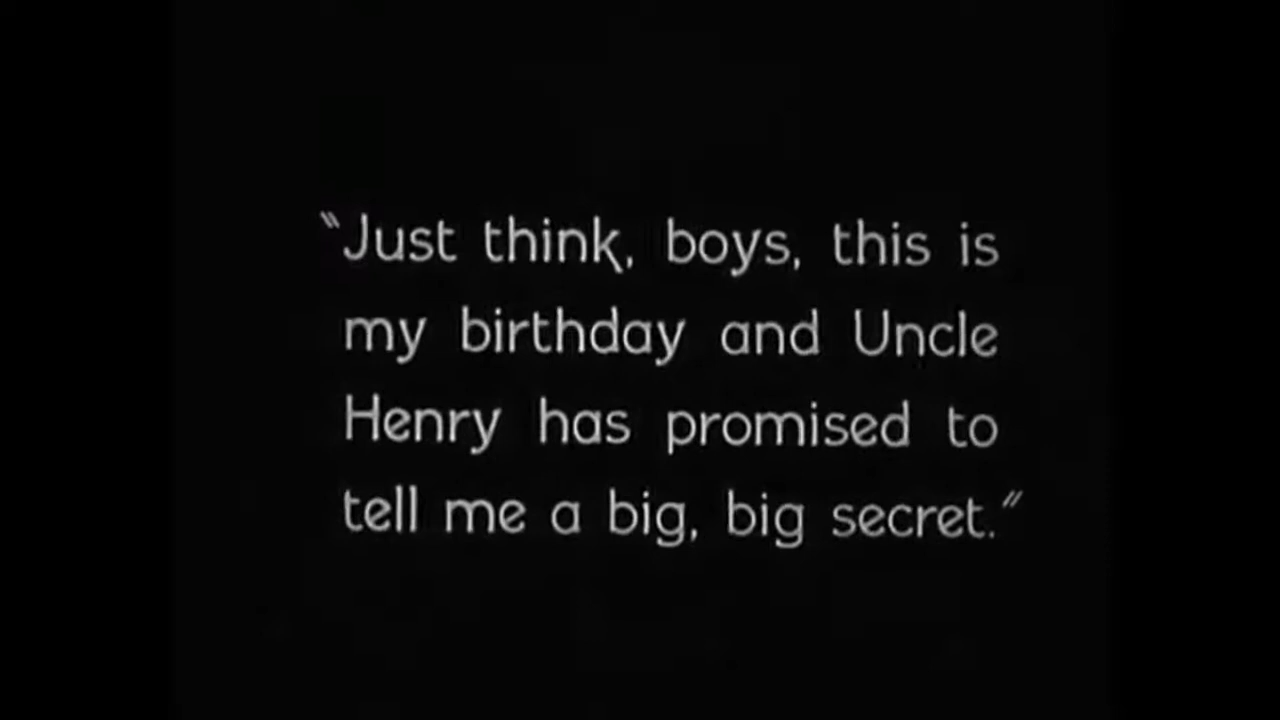 "Just think, boys, this is
my birthday and Uncle
Henry has promised to
tell me a big, big secret."